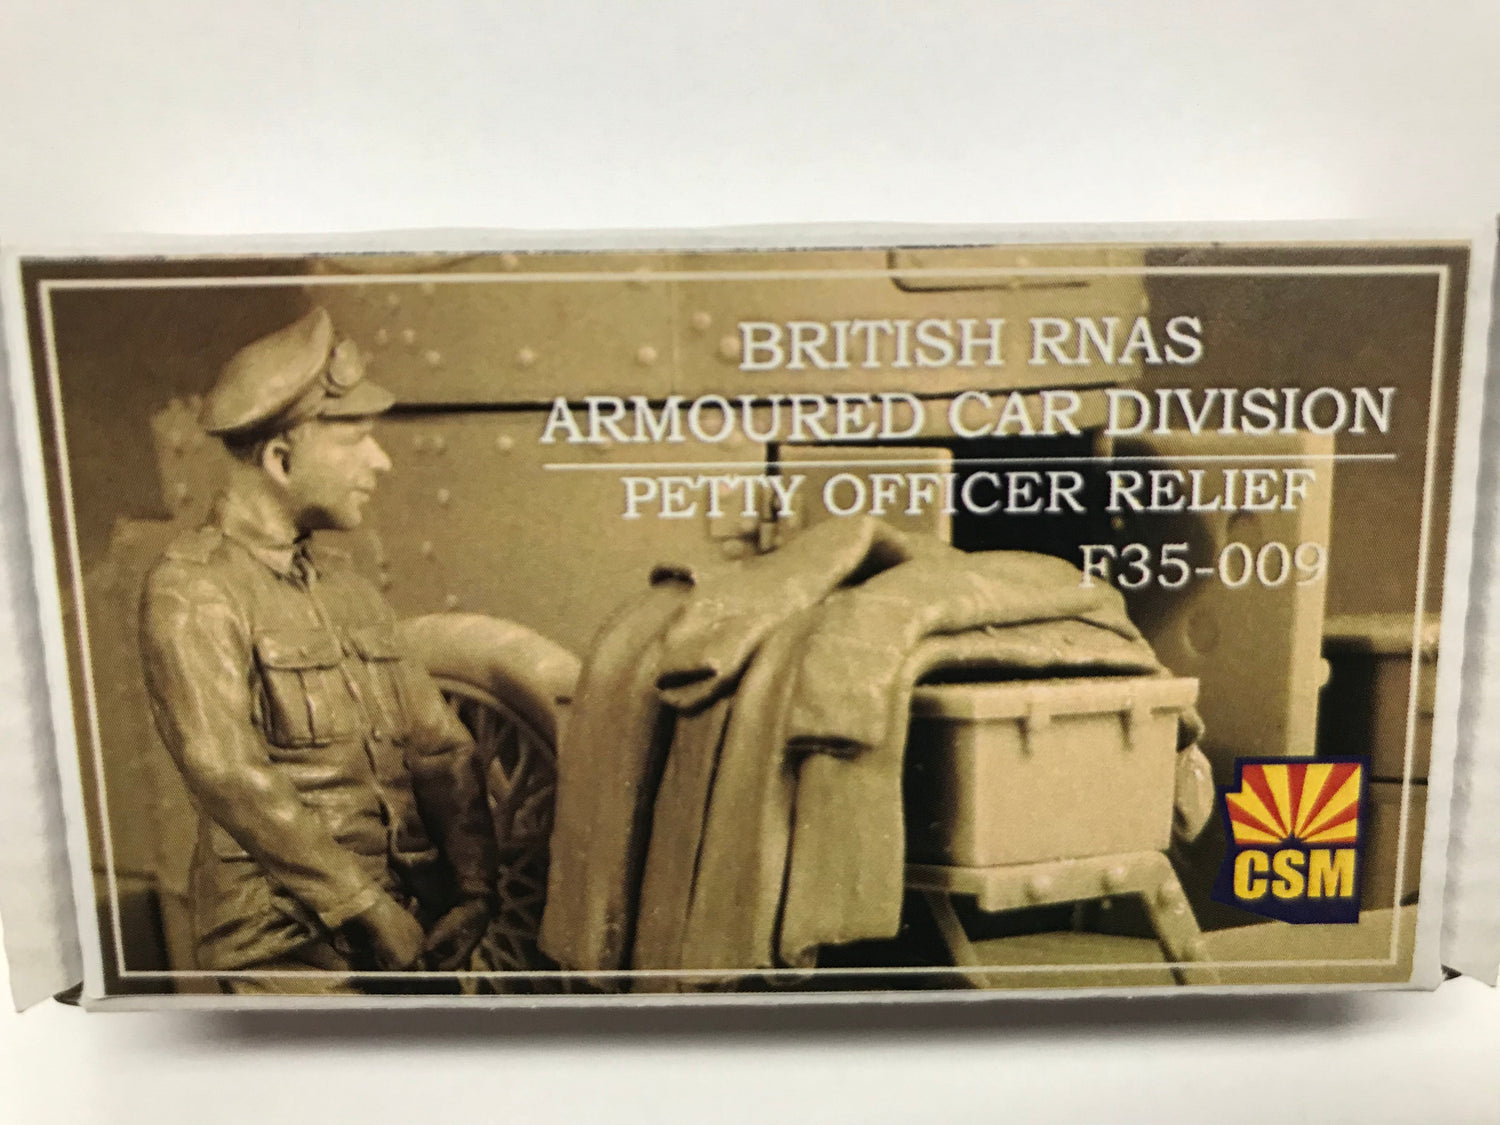 BRITISH RNAS
ARMOURED CAR DIVISION
PETTY OFFICER RELIEF
F35-009
CSM